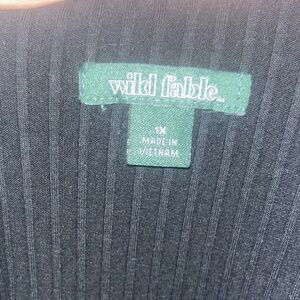 wild fable
1X
MADE IN
VIETNAM